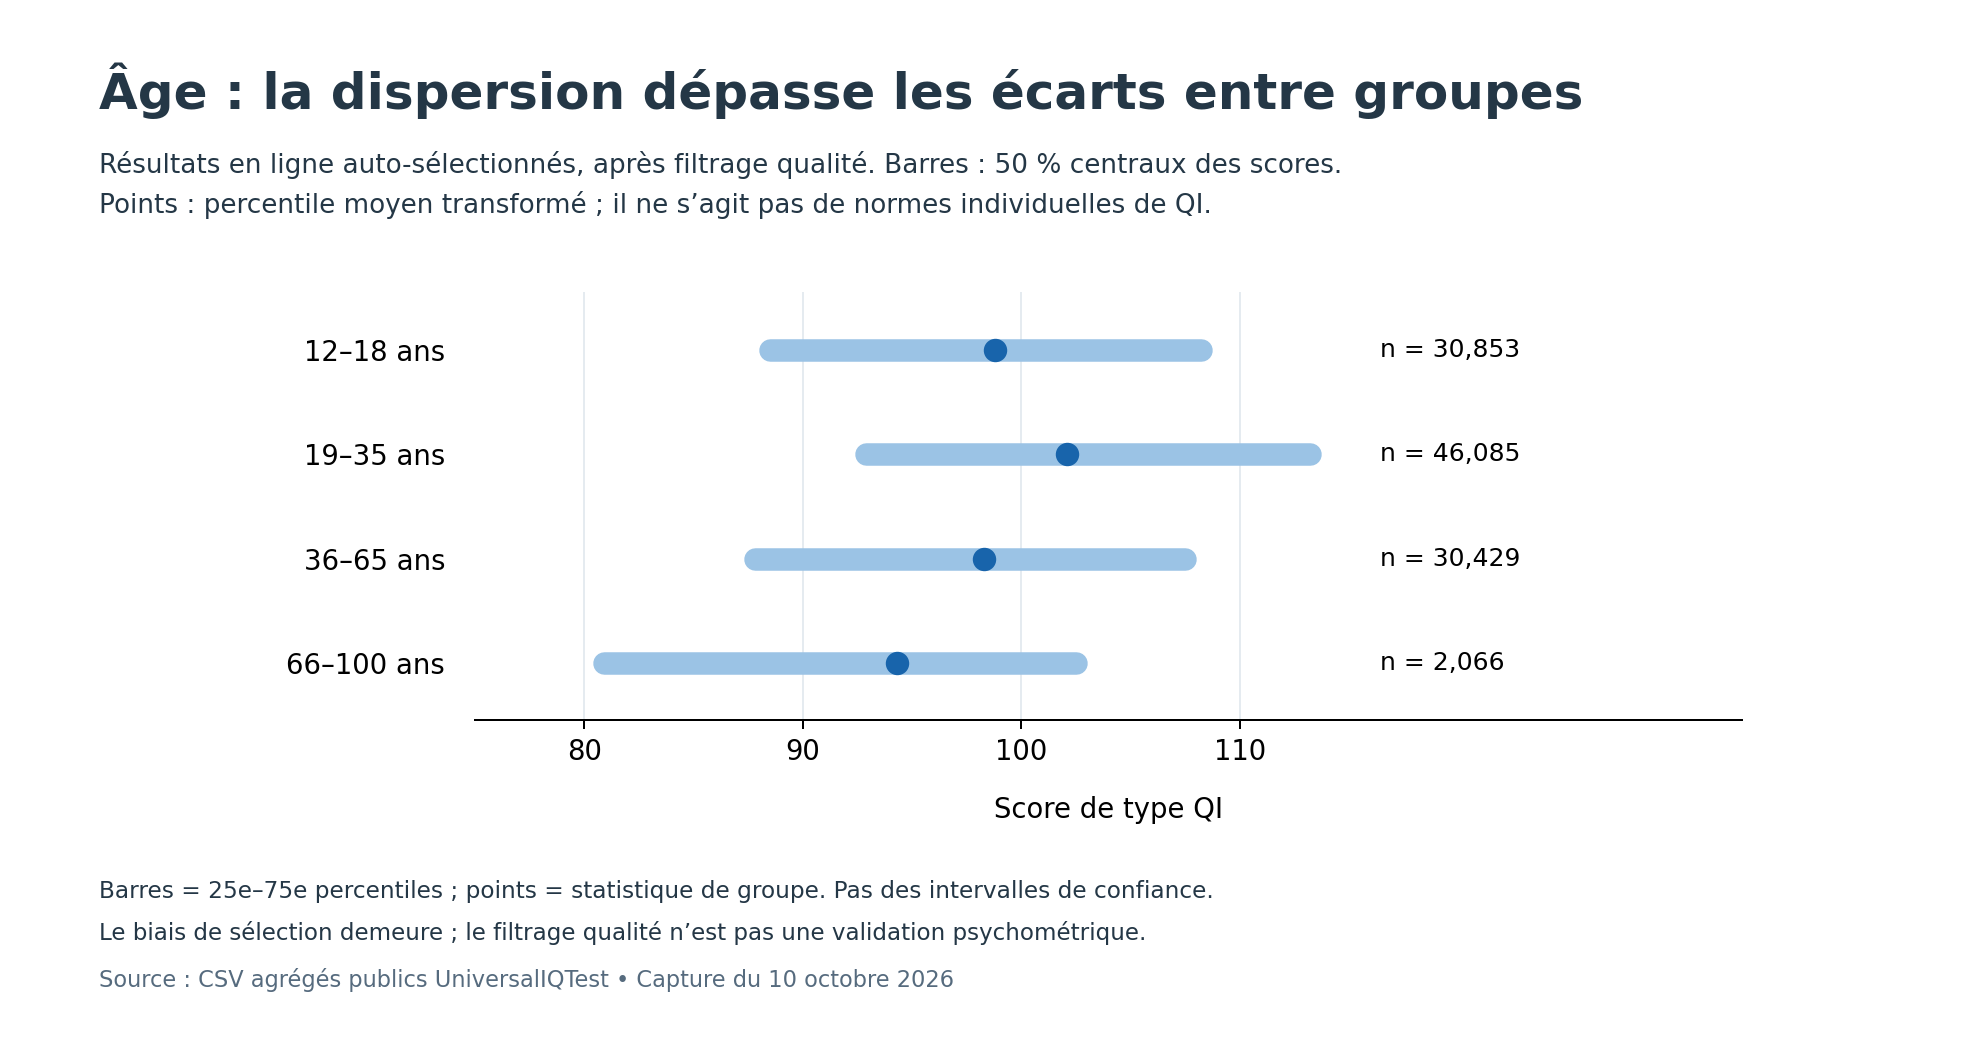 Âge : la dispersion dépasse les écarts entre groupes
Résultats en ligne auto-sélectionnés, après filtrage qualité. Barres : 50 % centraux des scores.
Points : percentile moyen transformé ; il ne s’agit pas de normes individuelles de QI.
12–18 ans
n = 30,853
19–35 ans
n = 46,085
36–65 ans
n = 30,429
66–100 ans
n = 2,066
80
90
100
110
Score de type QI
Barres = 25e–75e percentiles ; points = statistique de groupe. Pas des intervalles de confiance.
Le biais de sélection demeure ; le filtrage qualité n’est pas une validation psychométrique.
Source : CSV agrégés publics UniversalIQTest • Capture du 10 octobre 2026